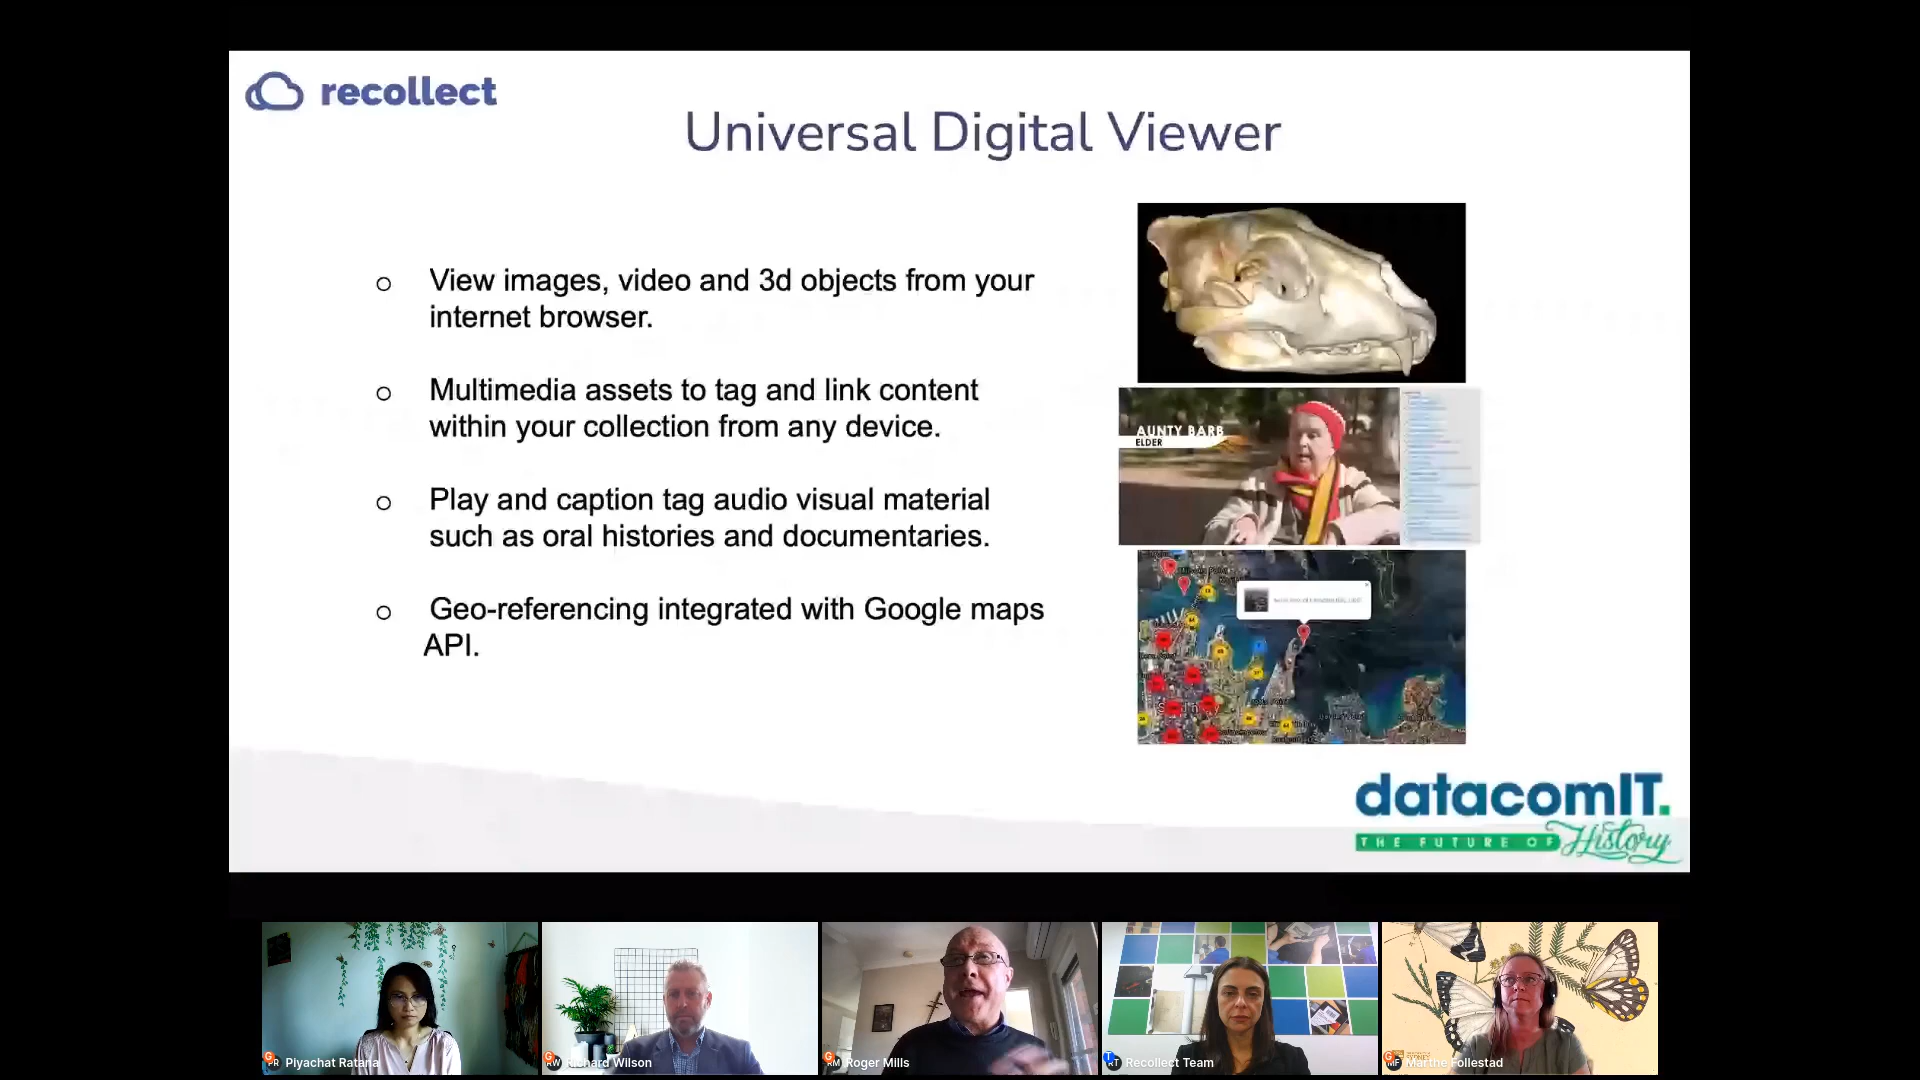 recollect
Universal Digital Viewer
View images, video and 3d objects from your
internet browser.
Multimedia assets to tag and link content
within your collection from any device.
Play and caption tag audio visual material
such as oral histories and documentaries.
Geo-referencing integrated with Google maps
API.
AUNTY BARB
ELDER
Sydney
datacomIT.
THE FUTURE OF History
Piyachat Ratana
Richard Wilson
Roger Mills
Recollect Team
Marthe Follestad